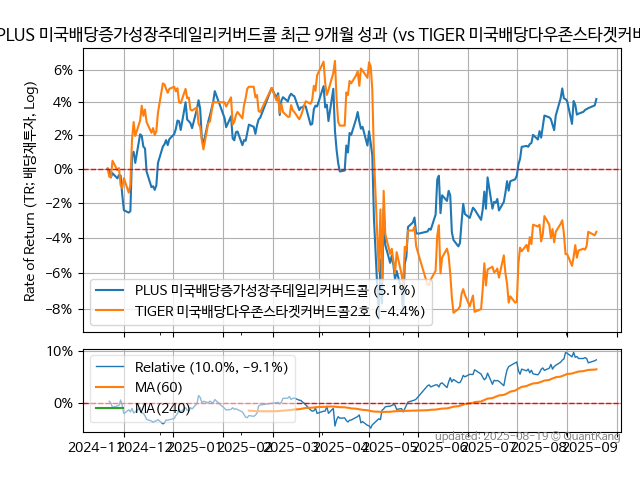 PLUS 미국배당증가성장주데일리커버드콜 최근 9개월 성과 (vs TIGER 미국배당다우존스타겟커버
Rate of Return (TR: 배당재투자, Log)
6%
4%
2%
0%
−2%
−4%
−6%
−8%
PLUS 미국배당증가성장주데일리커버드콜 (5.1%)
TIGER 미국배당다우존스타겟커버드콜2호 (−4.4%)
10%
0%
Relative (10.0%, −9.1%)
MA(60)
MA(240)
2024-11 2024-12 2025-01 2025-02 2025-03 2025-04 2025-05 2025-06 2025-07 2025-08 2025-09
updated: 2025-08-19 © QuantKang